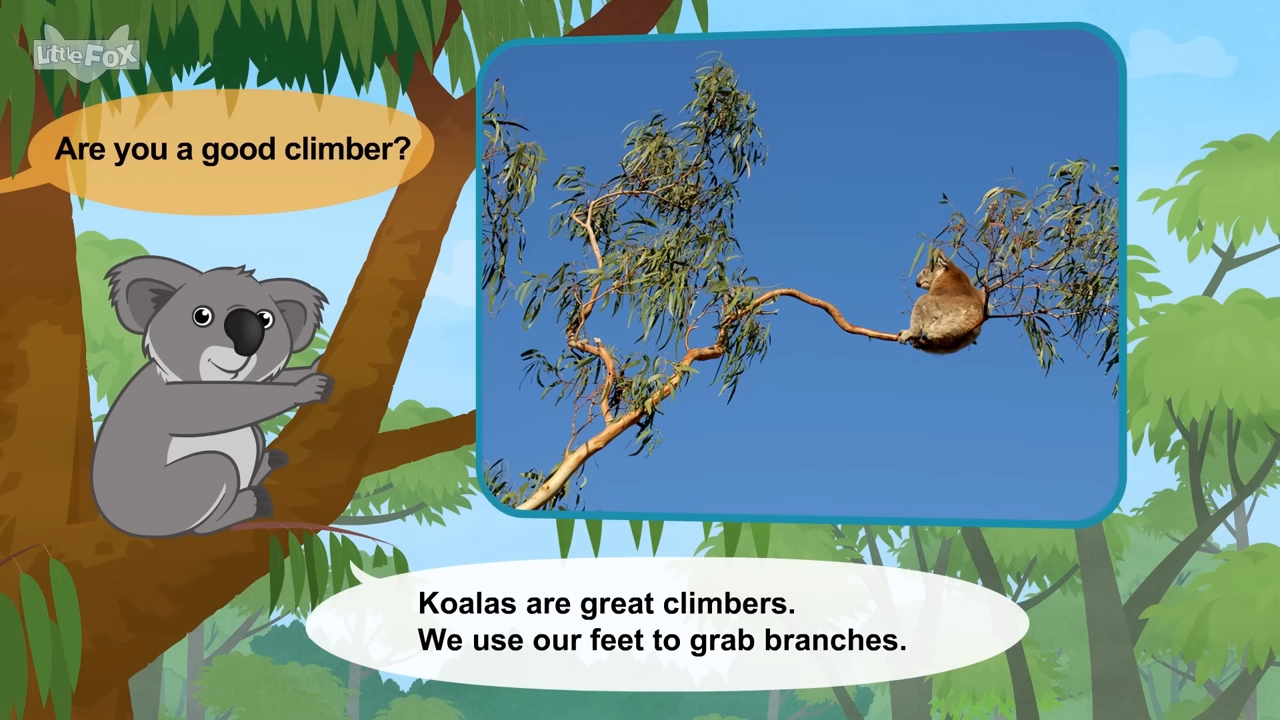 Little Fox
Are you a good climber?
Koalas are great climbers.
We use our feet to grab branches.